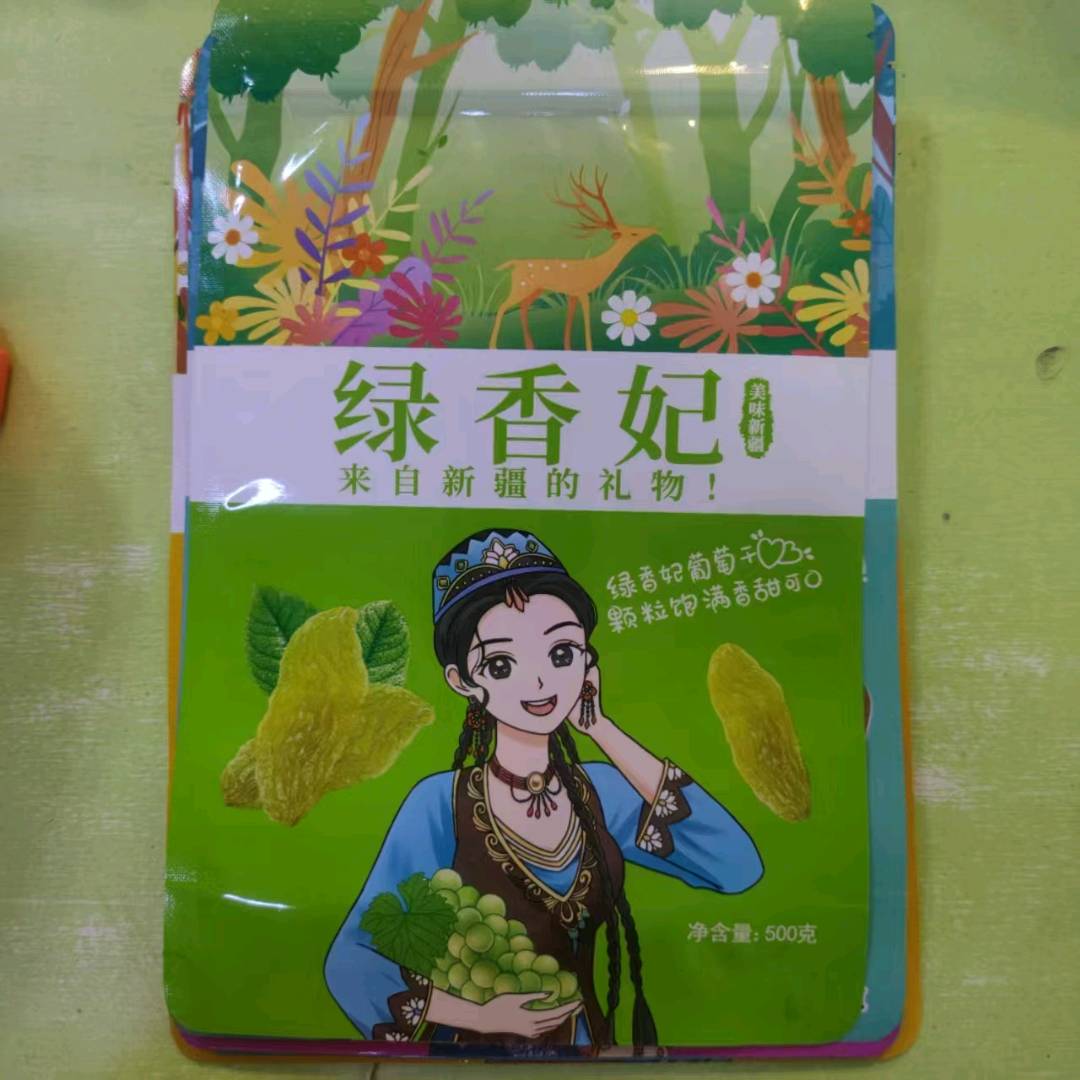 绿香妃
美味新疆
来自新疆的礼物!
绿香妃葡萄干
颗粒饱满香甜可口
净含量: 500克